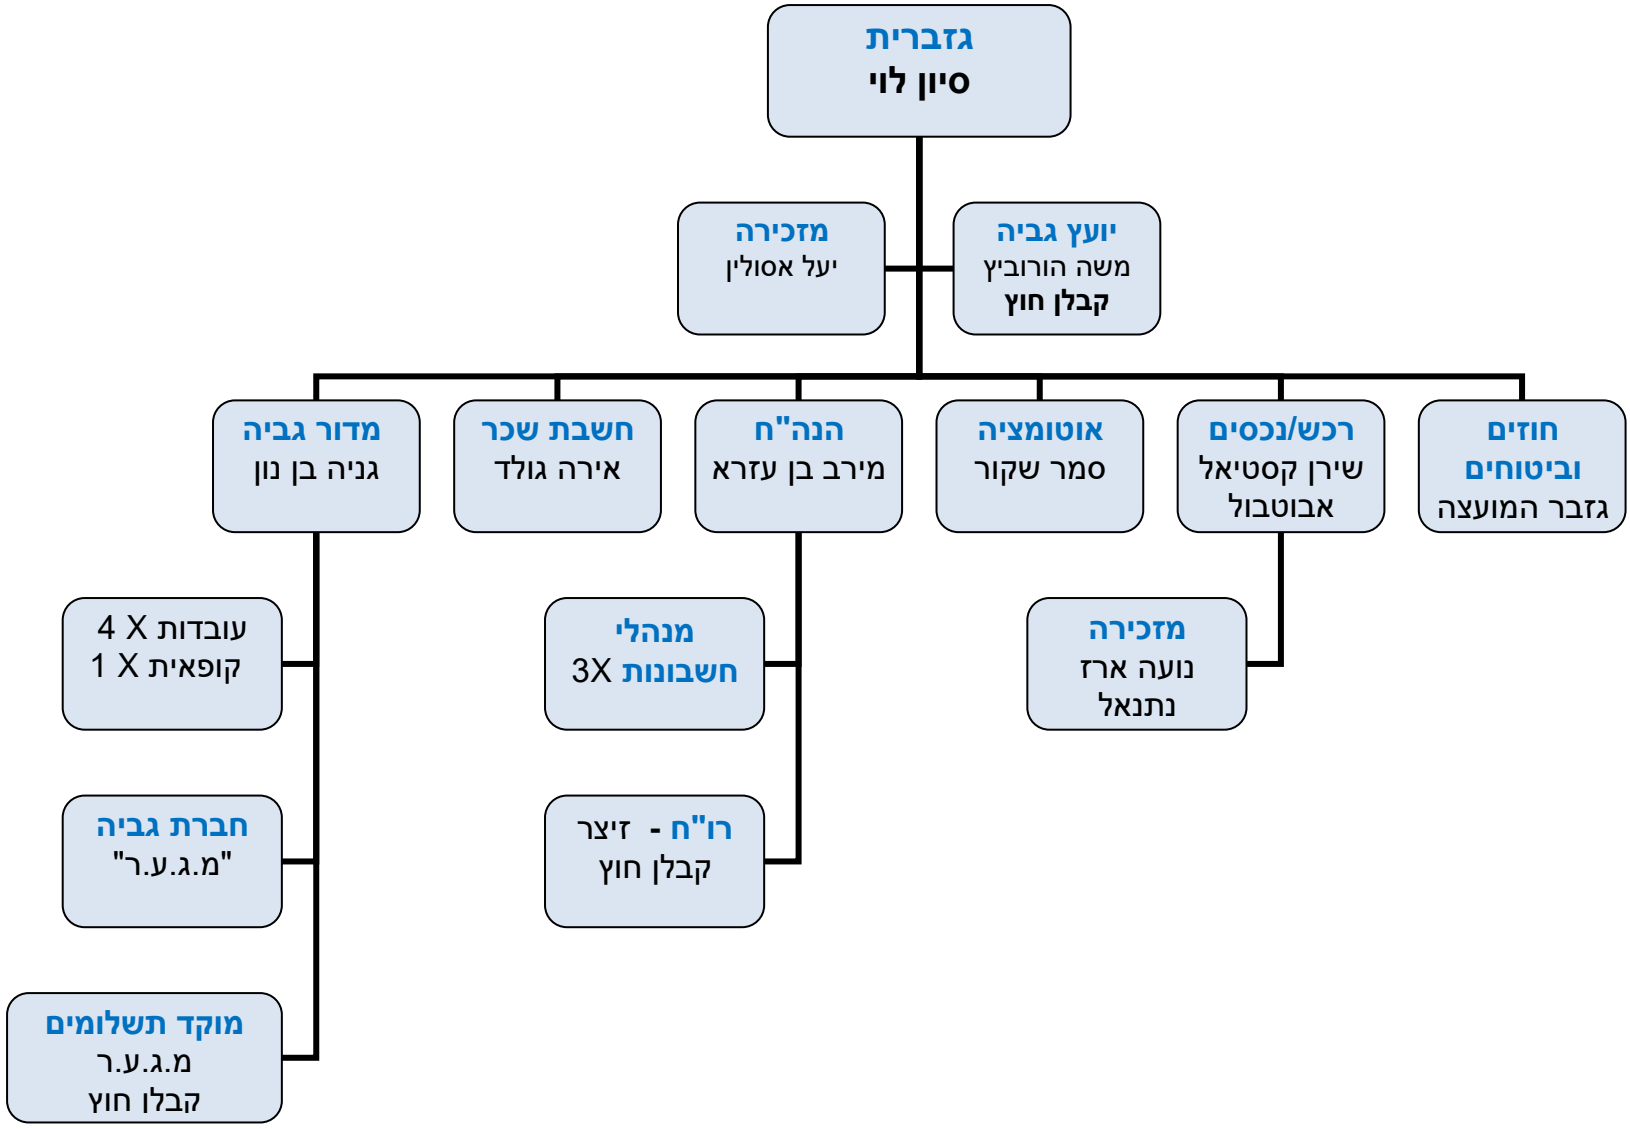 גזברית
סיון לוי
יועץ גביה
משה הורוביץ
קבלן חוץ
מזכירה
יעל אסולין
חוזים
וביטוחים
גזבר המועצה
רכש/נכסים
שירן קסטיאל
אבוטבול
אוטומציה
סמר שקור
הנה"ח
מירב בן עזרא
חשבת שכר
אירה גולד
מדור גביה
גניה בן נון
מזכירה
נועה ארז
נתנאל
מנהלי
חשבונות 3X
עובדות X 4
קופאית X 1
רו"ח - זיצר
קבלן חוץ
חברת גביה
"מ.ג.ע.ר"
מוקד תשלומים
מ.ג.ע.ר
קבלן חוץ